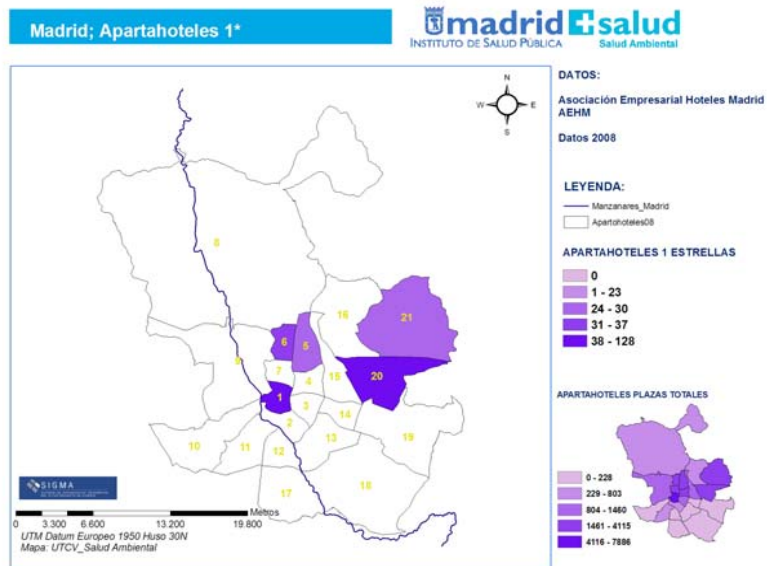 Madrid; Apartahoteles 1*
madrid salud
INSTITUTO DE SALUD PÚBLICA
Salud Ambiental
DATOS:
Asociación Empresarial Hoteles Madrid
AEHM
Datos 2008
N
W E
S
LEYENDA:
Manzanares_Madrid
Apartohoteles08
APARTAHOTELES 1 ESTRELLAS
0
1 - 23
24 - 30
31 - 37
38 - 128
8
16
21
6
5
9
7
4
15
20
1
3
2
14
13
19
10
11
12
17
18
SIGMA
Metros
0 3.300 6.600 13.200 19.800
UTM Datum Europeo 1950 Huso 30N
Mapa: UTCV_Salud Ambiental
APARTAHOTELES PLAZAS TOTALES
0 - 228
229 - 803
804 - 1460
1461 - 4115
4116 - 7886